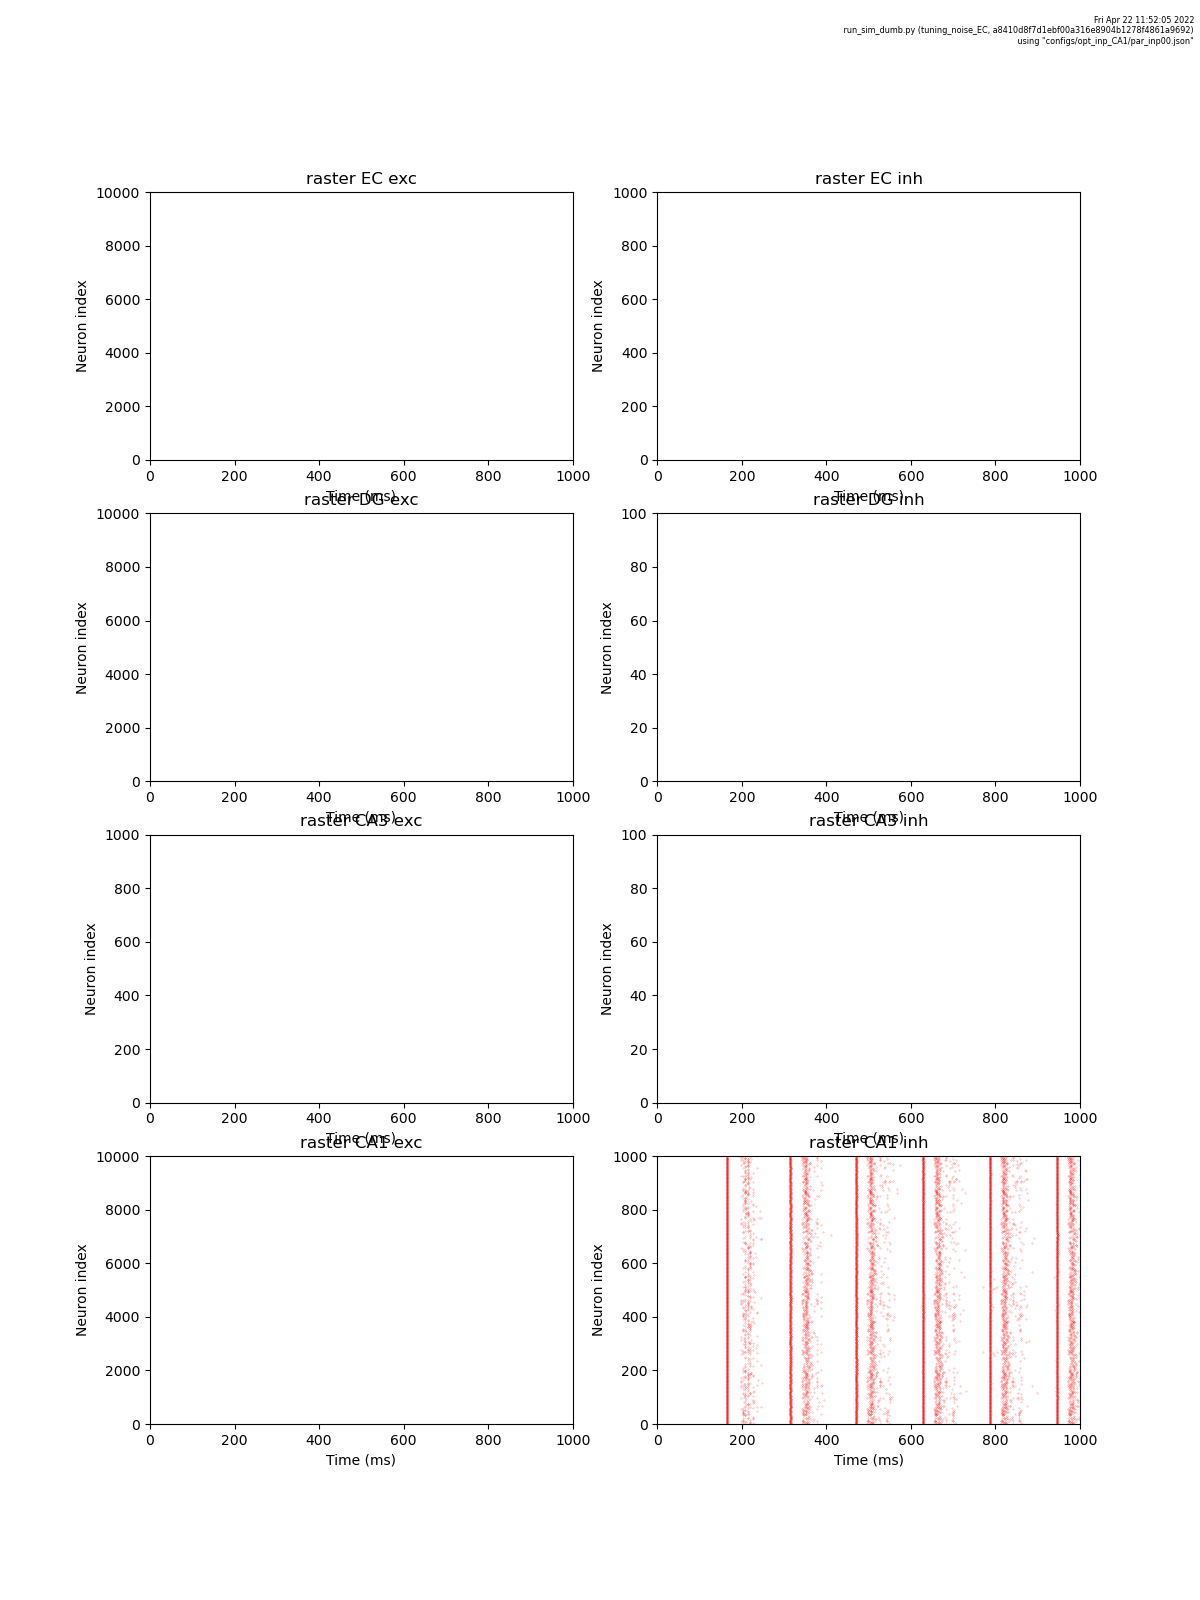 Fri Apr 22 11:52:05 2022
run_sim_dumb.py (tuning_noise_EC, a8410d8f7d1ebf00a316e8904b1278f4861a9692)
using "configs/opt_inp_CA1/par_inp00.json"
raster EC exc
10000
8000
6000
4000
2000
0
Neuron index
0 200 400 600 800 1000
Time (ms)
raster EC inh
1000
800
600
400
200
0
Neuron index
0 200 400 600 800 1000
Time (ms)
raster DG exc
10000
8000
6000
4000
2000
0
Neuron index
0 200 400 600 800 1000
Time (ms)
raster DG inh
100
80
60
40
20
0
Neuron index
0 200 400 600 800 1000
Time (ms)
raster CA3 exc
1000
800
600
400
200
0
Neuron index
0 200 400 600 800 1000
Time (ms)
raster CA3 inh
100
80
60
40
20
0
Neuron index
0 200 400 600 800 1000
Time (ms)
raster CA1 exc
10000
8000
6000
4000
2000
0
Neuron index
0 200 400 600 800 1000
Time (ms)
raster CA1 inh
1000
800
600
400
200
0
Neuron index
0 200 400 600 800 1000
Time (ms)